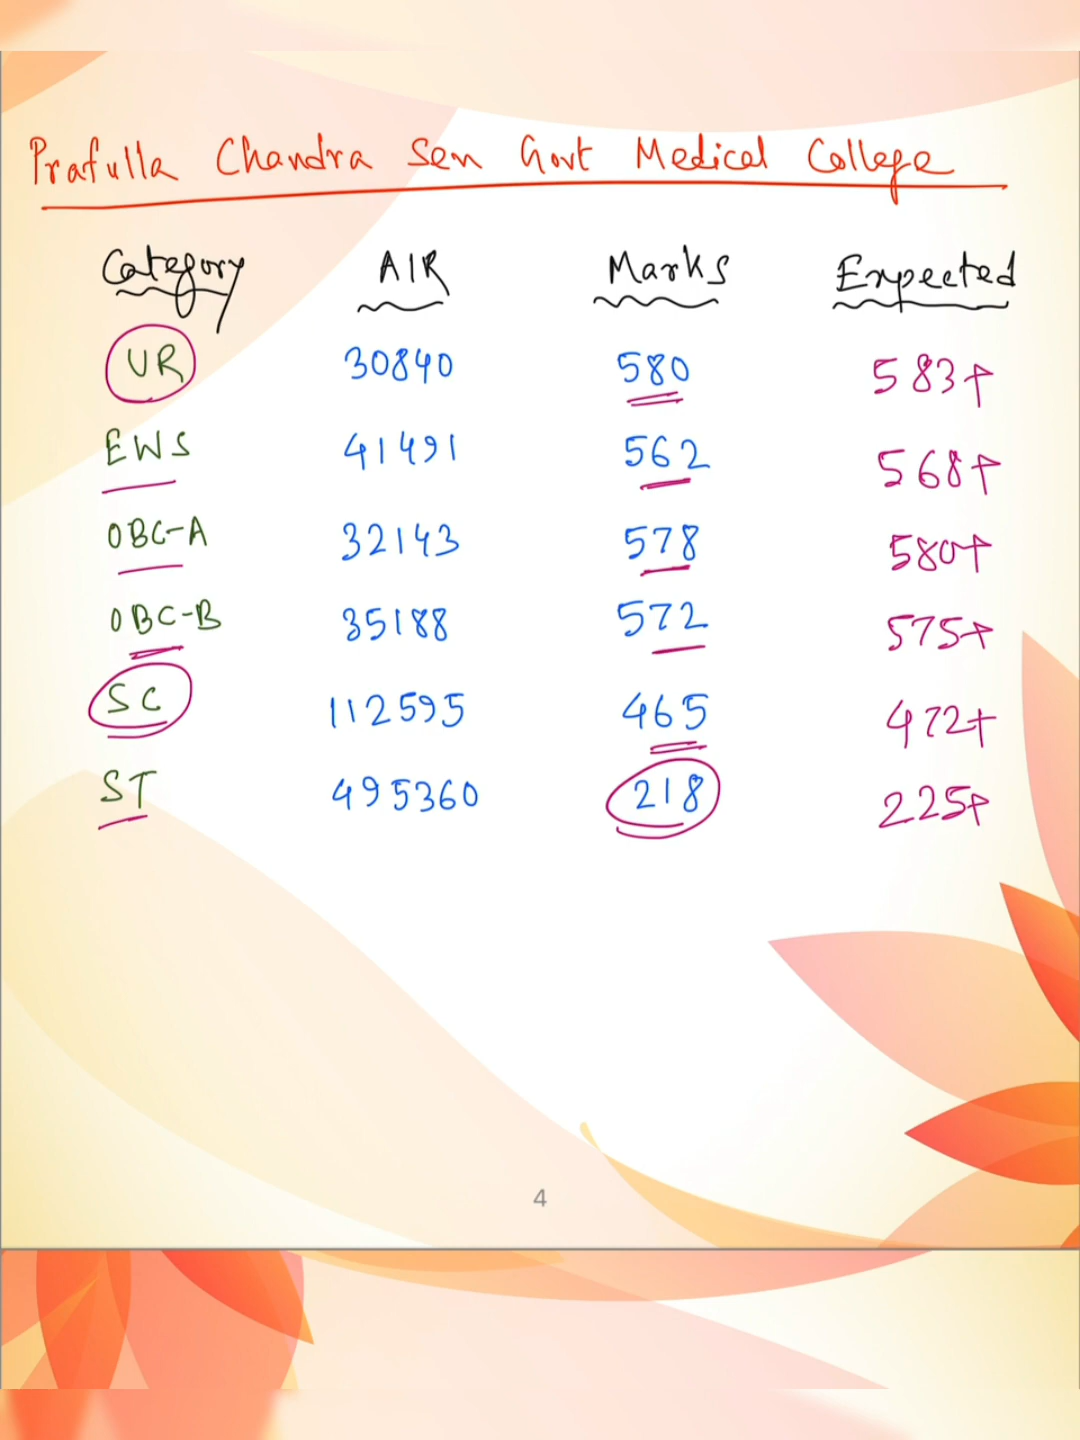 Prafulla Chandra Sen Govt Medical College
Category AIR Marks Expected
UR 30840 580 583+
EWS 41491 562 568+
OBC-A 32143 578 580+
OBC-B 35188 572 575+
SC 112595 465 472+
ST 495360 218 225+
4